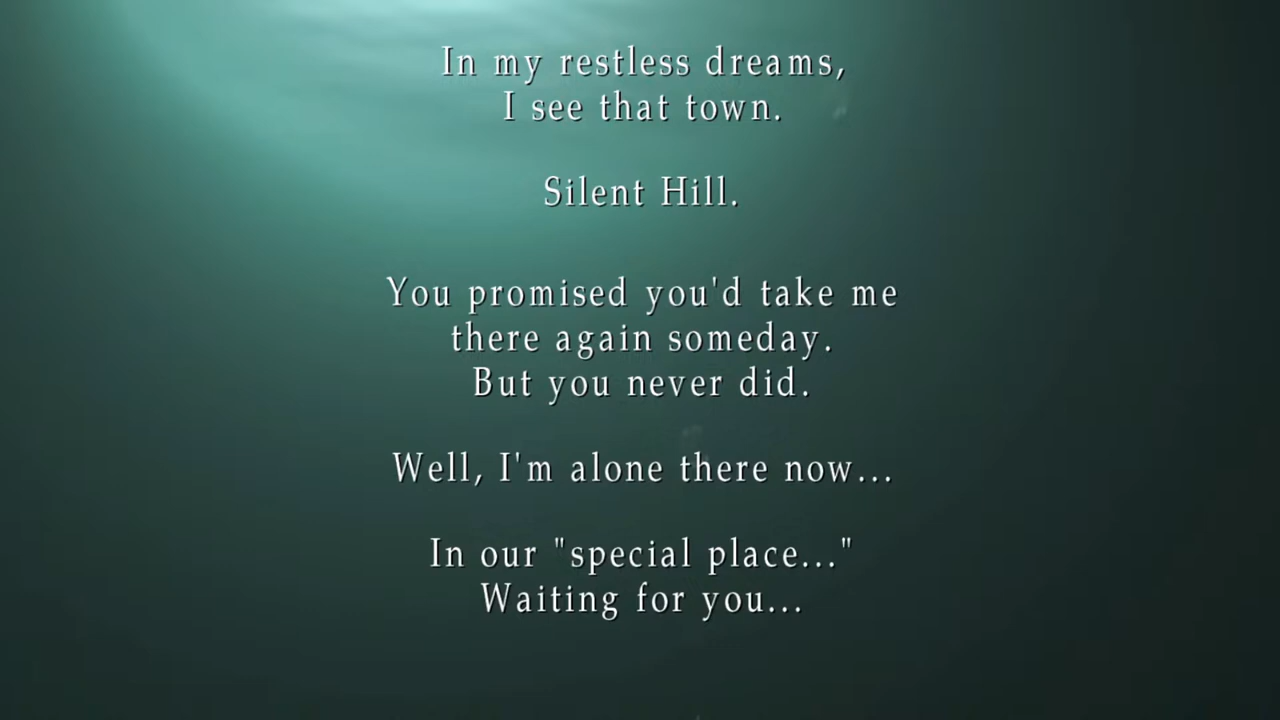 In my restless dreams,
I see that town.
Silent Hill.
You promised you'd take me
there again someday.
But you never did.
Well, I'm alone there now...
In our "special place..."
Waiting for you...